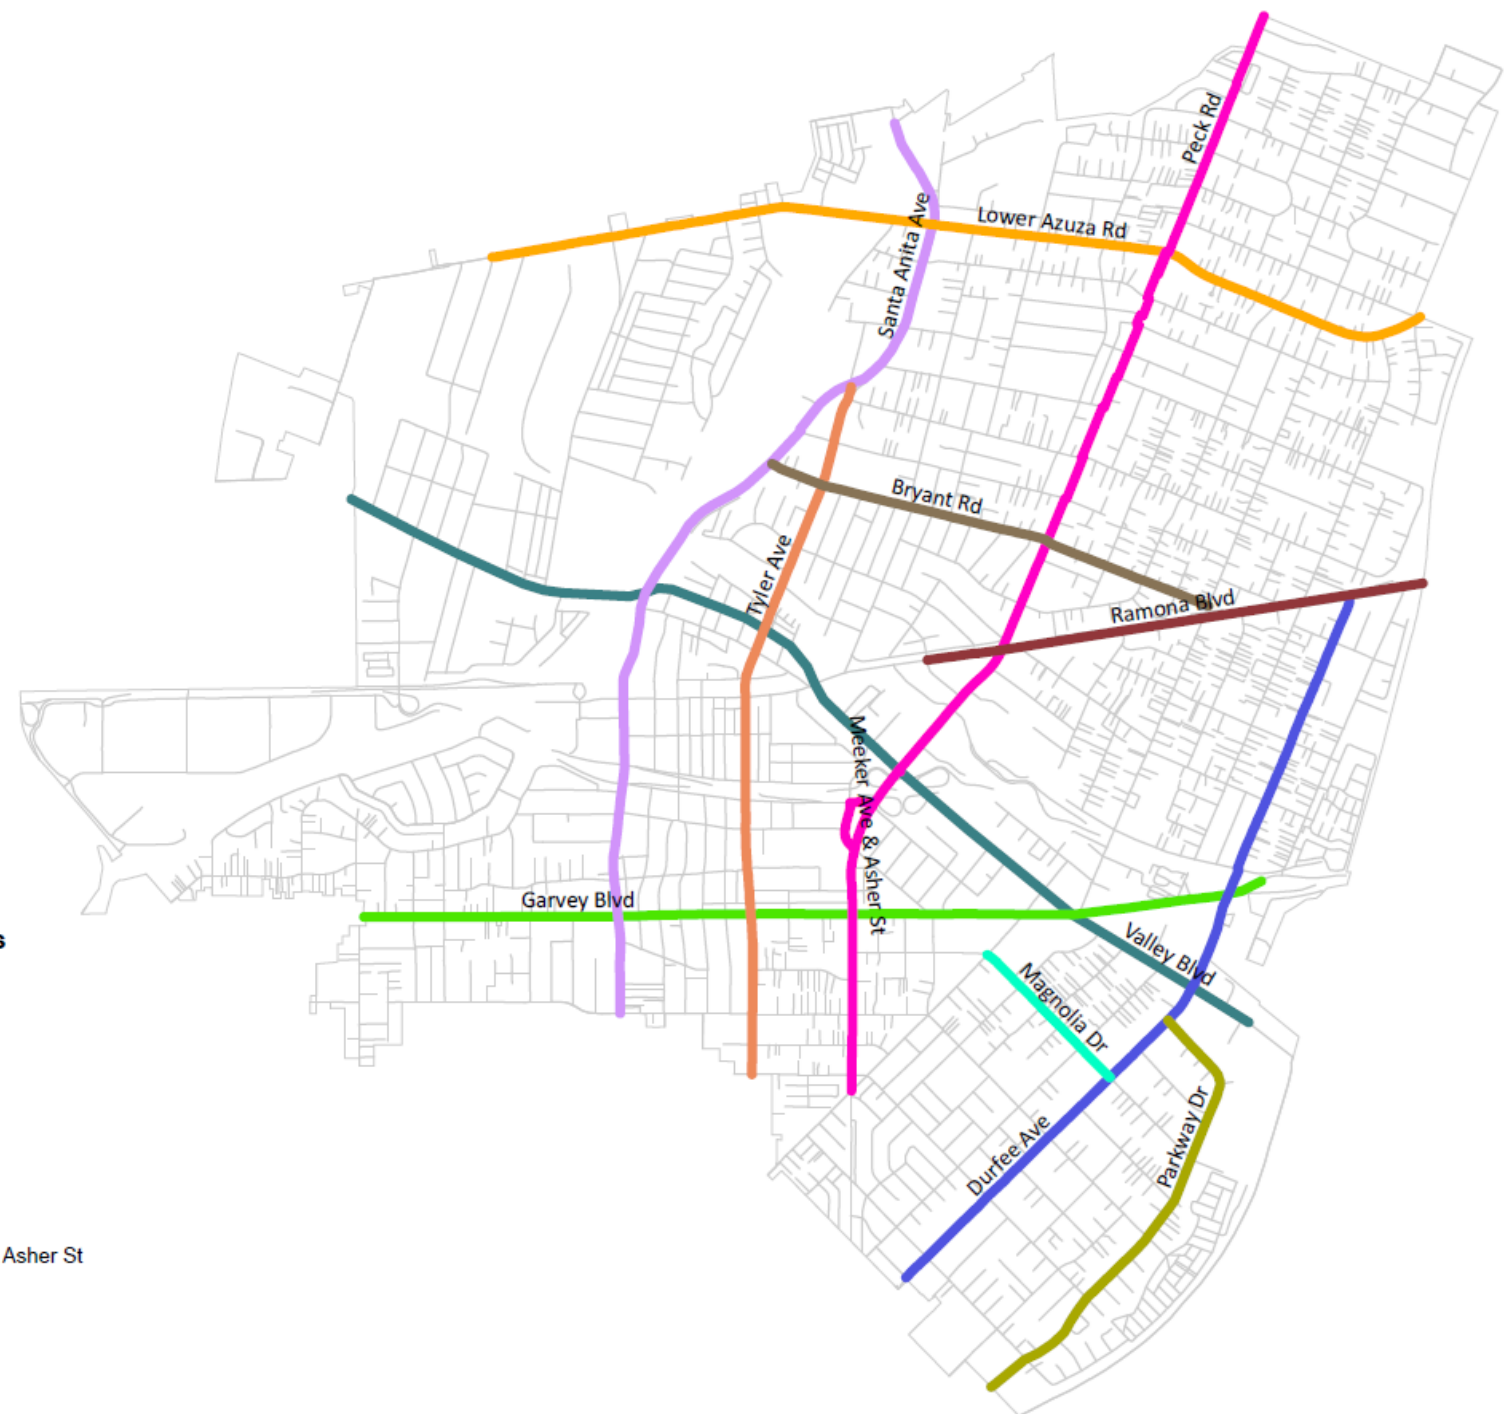 Peck Rd
Santa Anita Ave
Lower Azuza Rd
Bryant Rd
Tyler Ave
Ramona Blvd
Meeker Ave & Asher St
Garvey Blvd
s
Valley Blvd
Magnolia Dr
Parkway Dr
Durfee Ave
Asher St